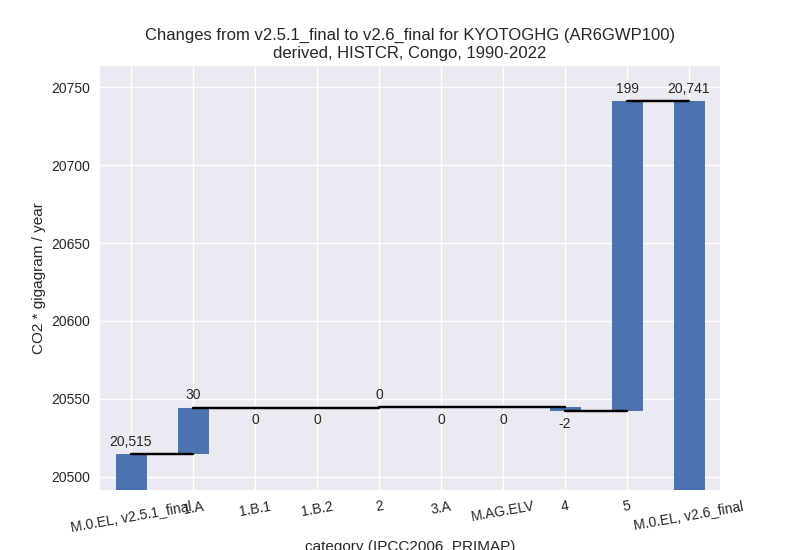 Changes from v2.5.1_final to v2.6_final for KYOTOGHG (AR6GWP100)
derived, HISTCR, Congo, 1990-2022
20750
20700
20650
20600
20550
20500
CO2 * gigagram / year
20,515
30
0
0
0
0
0
-2
199
20,741
M.0.EL, v2.5.1_final
1.A
1.B.1
1.B.2
2
3.A
M.AG.ELV
4
5
M.0.EL, v2.6_final
category (IPCC2006_PRIMAP)